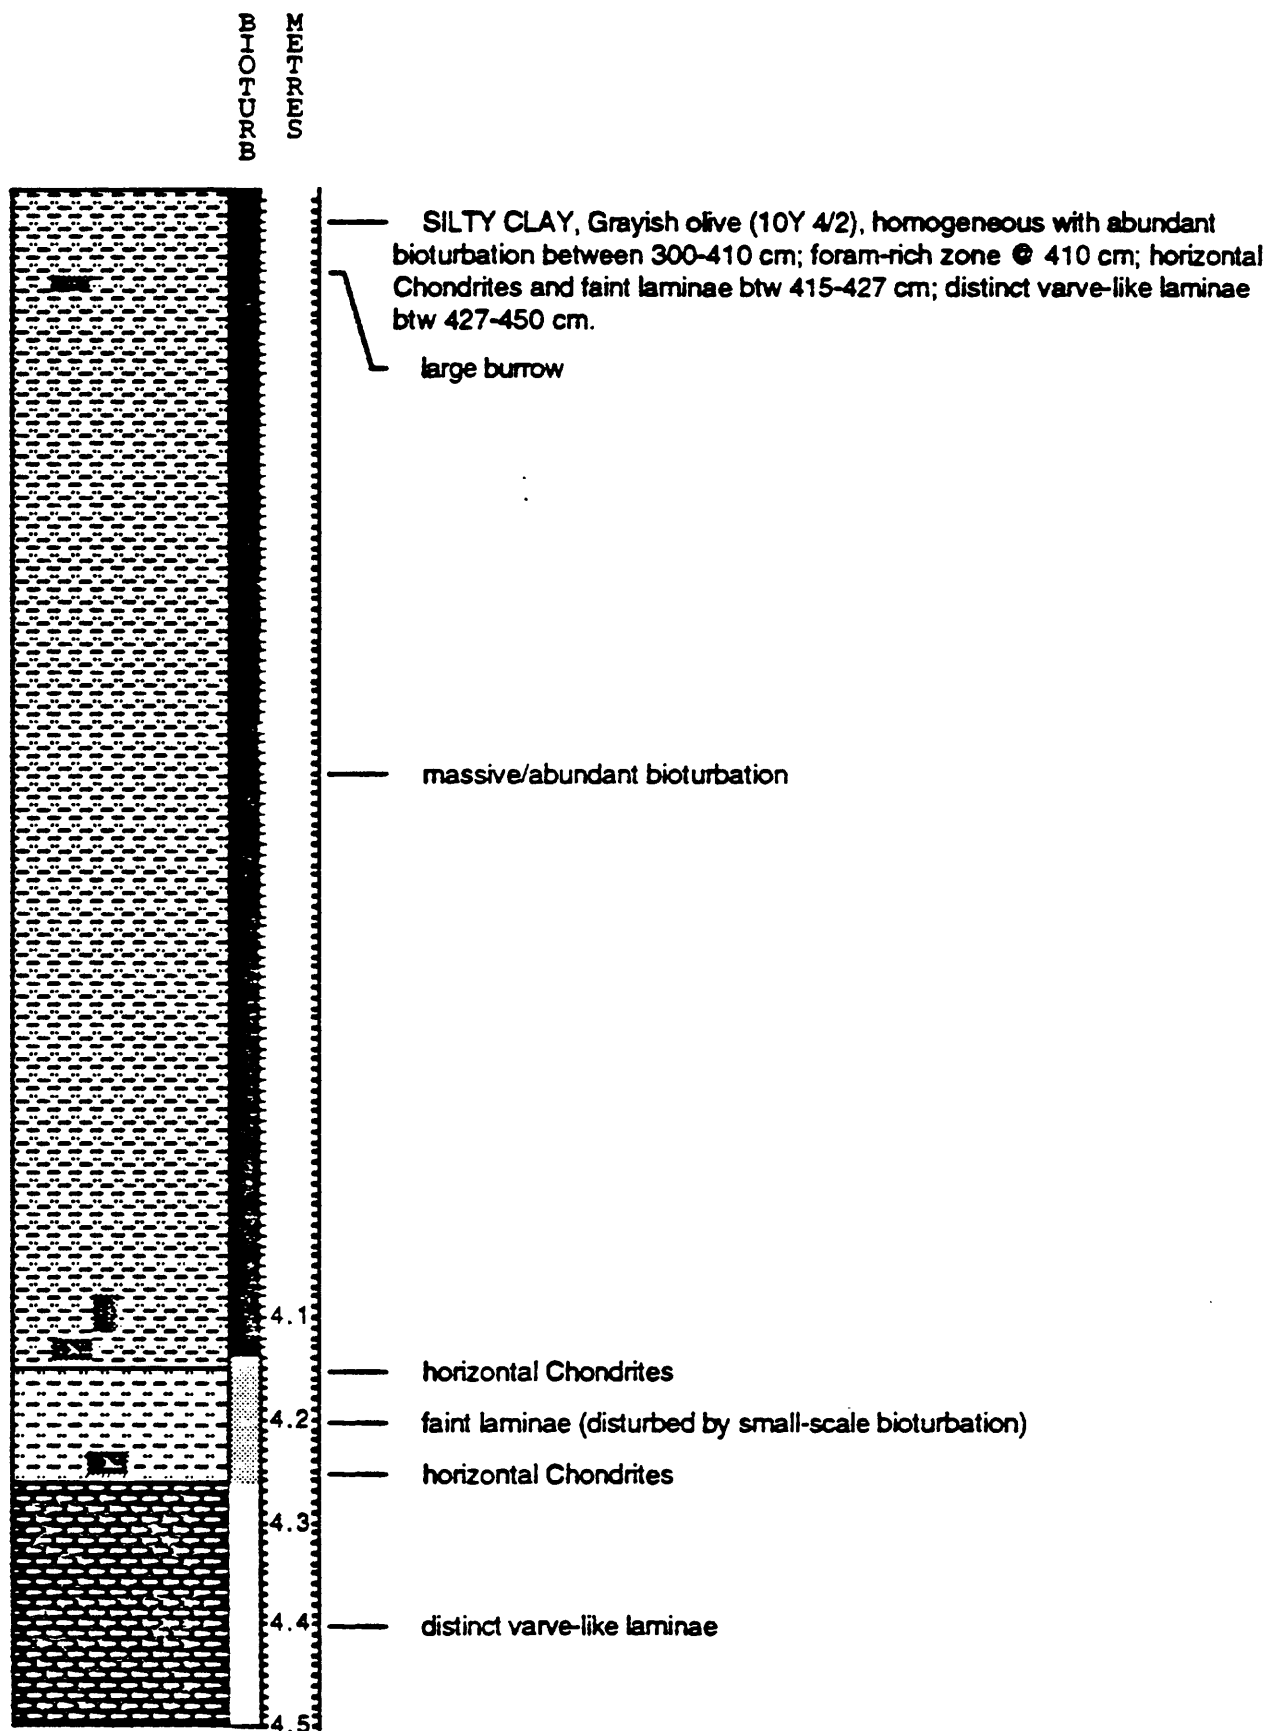 BIOTURB
METRES
SILTY CLAY, Grayish olive (10Y 4/2), homogeneous with abundant
bioturbation between 300-410 cm; foram-rich zone @ 410 cm; horizontal
Chondrites and faint laminae btw 415-427 cm; distinct varve-like laminae
btw 427-450 cm.
large burrow
massive/abundant bioturbation
4.1
horizontal Chondrites
4.2
faint laminae (disturbed by small-scale bioturbation)
horizontal Chondrites
4.3
4.4
distinct varve-like laminae
4.5